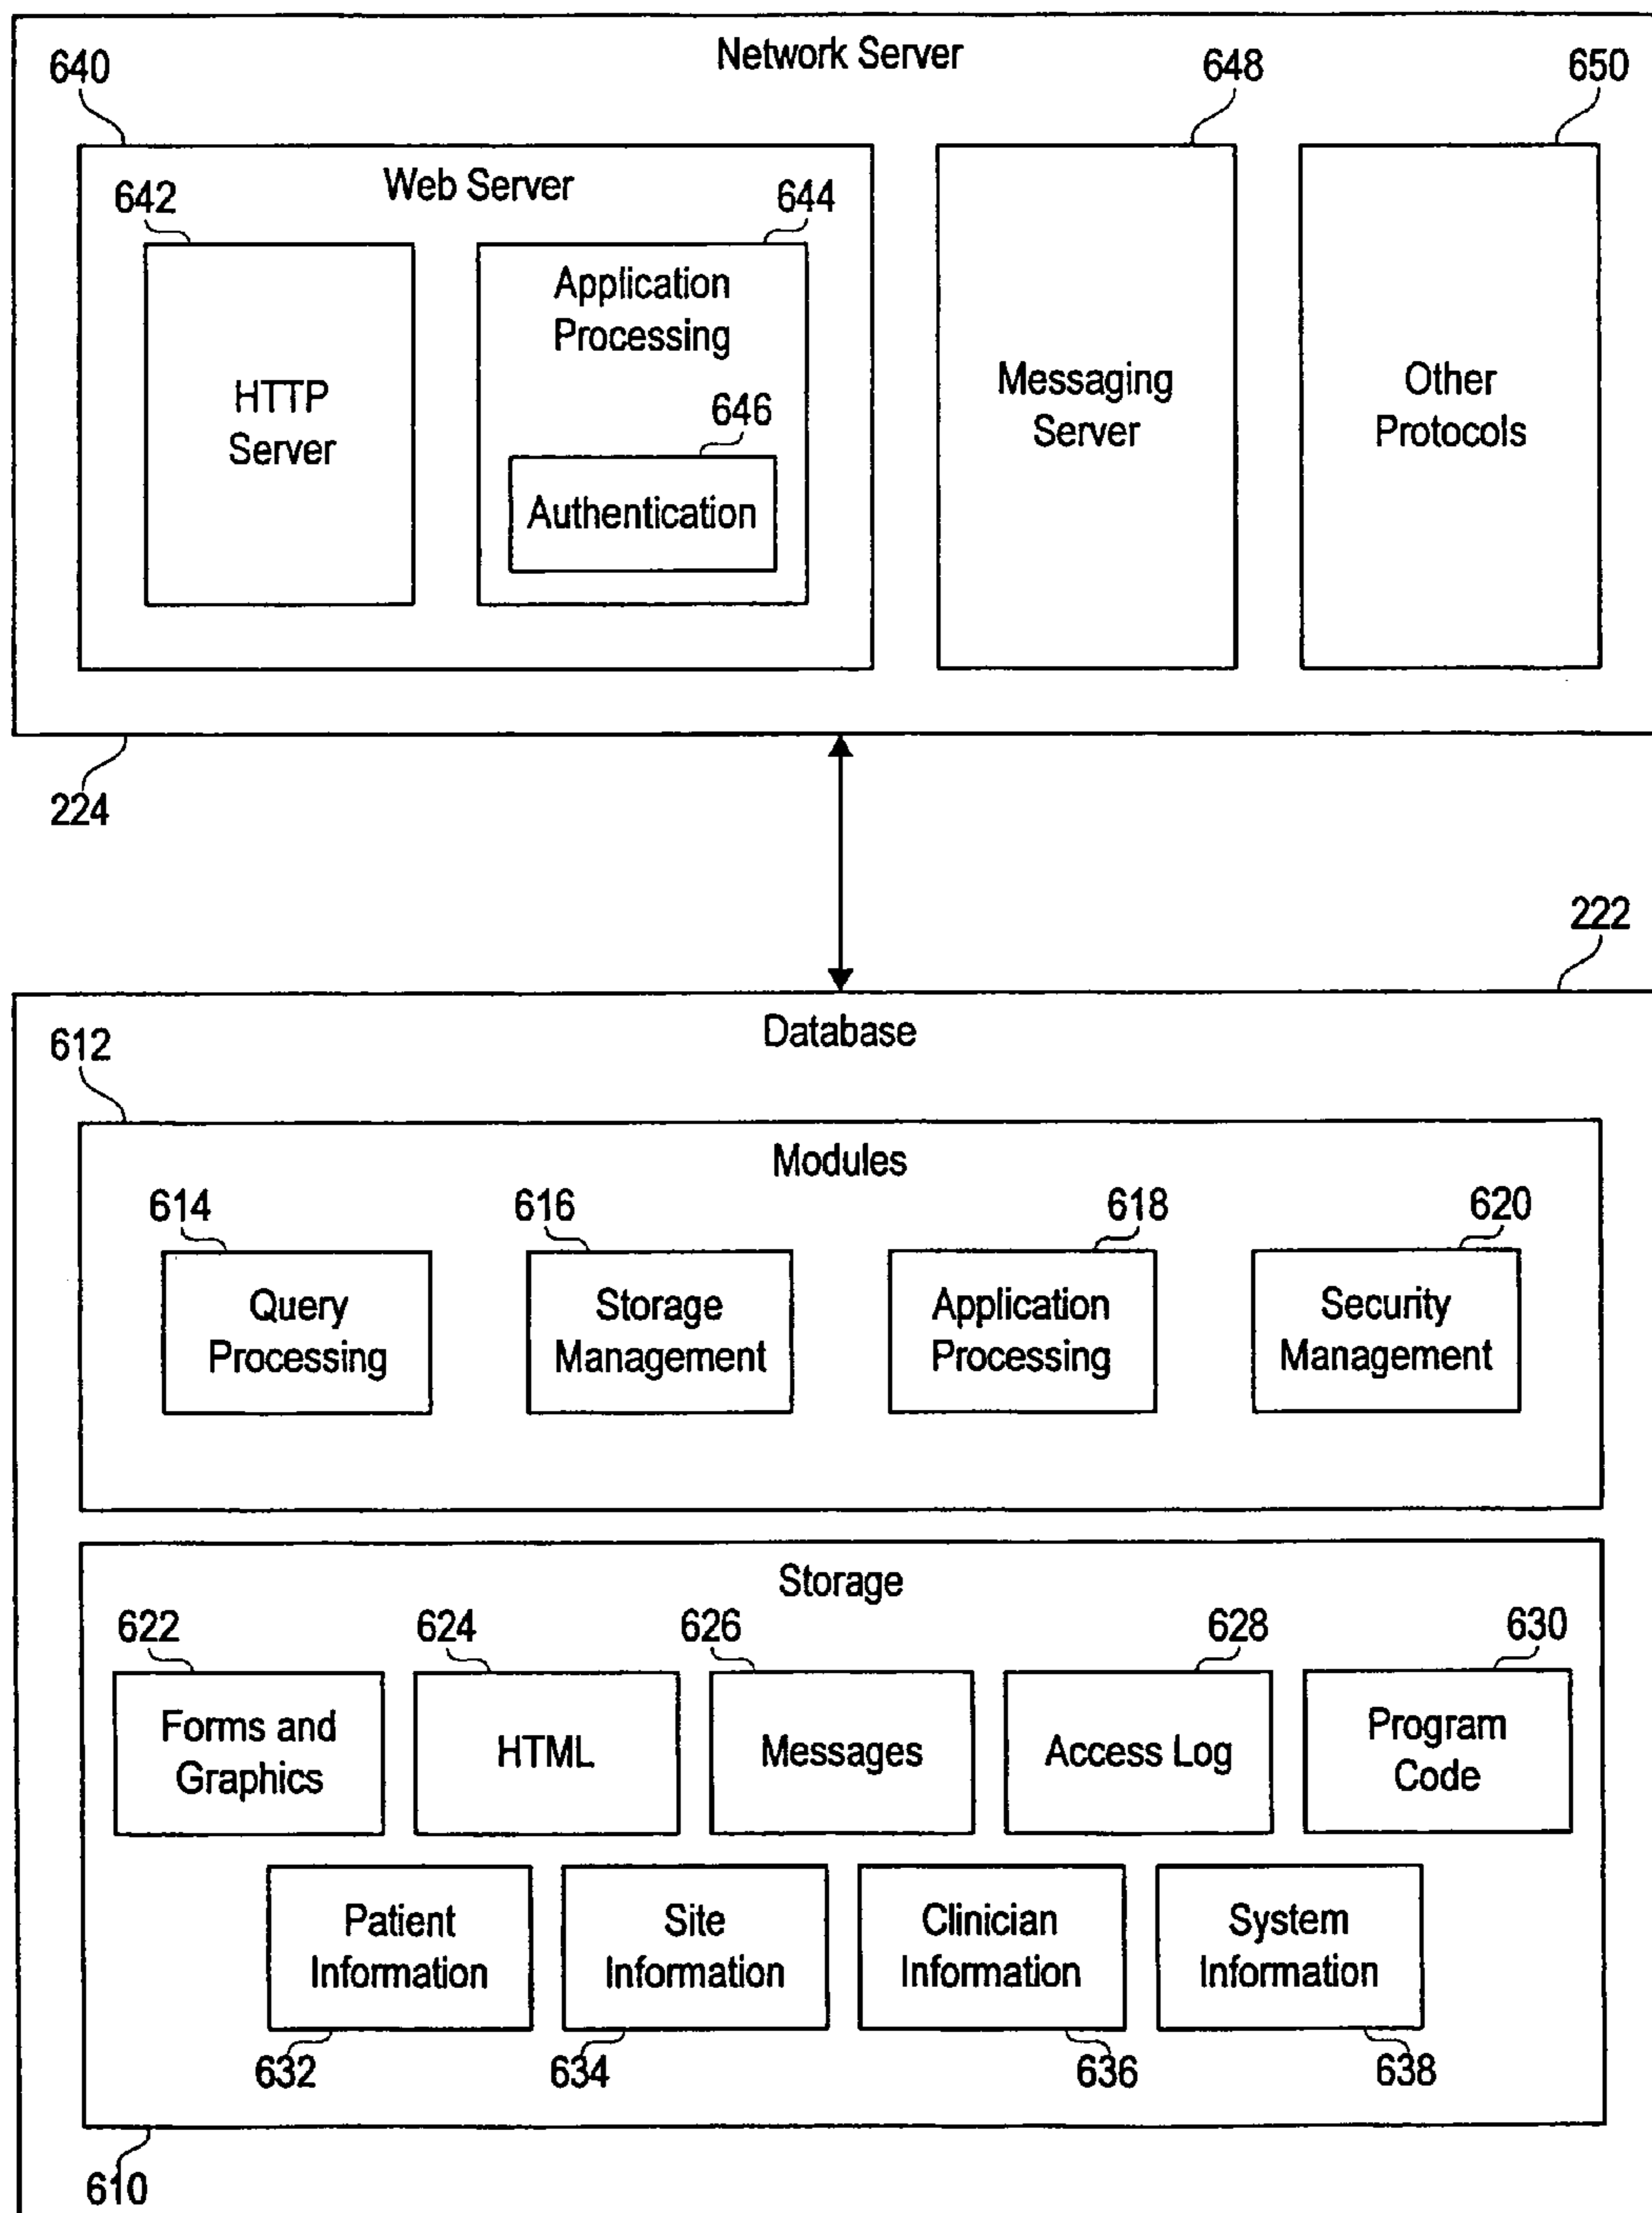 Network Server
640
648
650
Web Server
642
644
Application
Processing
HTTP
Server
646
Authentication
Messaging
Server
Other
Protocols
224
222
Database
612
Modules
614
616
618
620
Query
Processing
Storage
Management
Application
Processing
Security
Management
Storage
622
624
626
628
630
Forms and
Graphics
HTML
Messages
Access Log
Program
Code
Patient
Information
Site
Information
Clinician
Information
System
Information
632
634
636
638
610